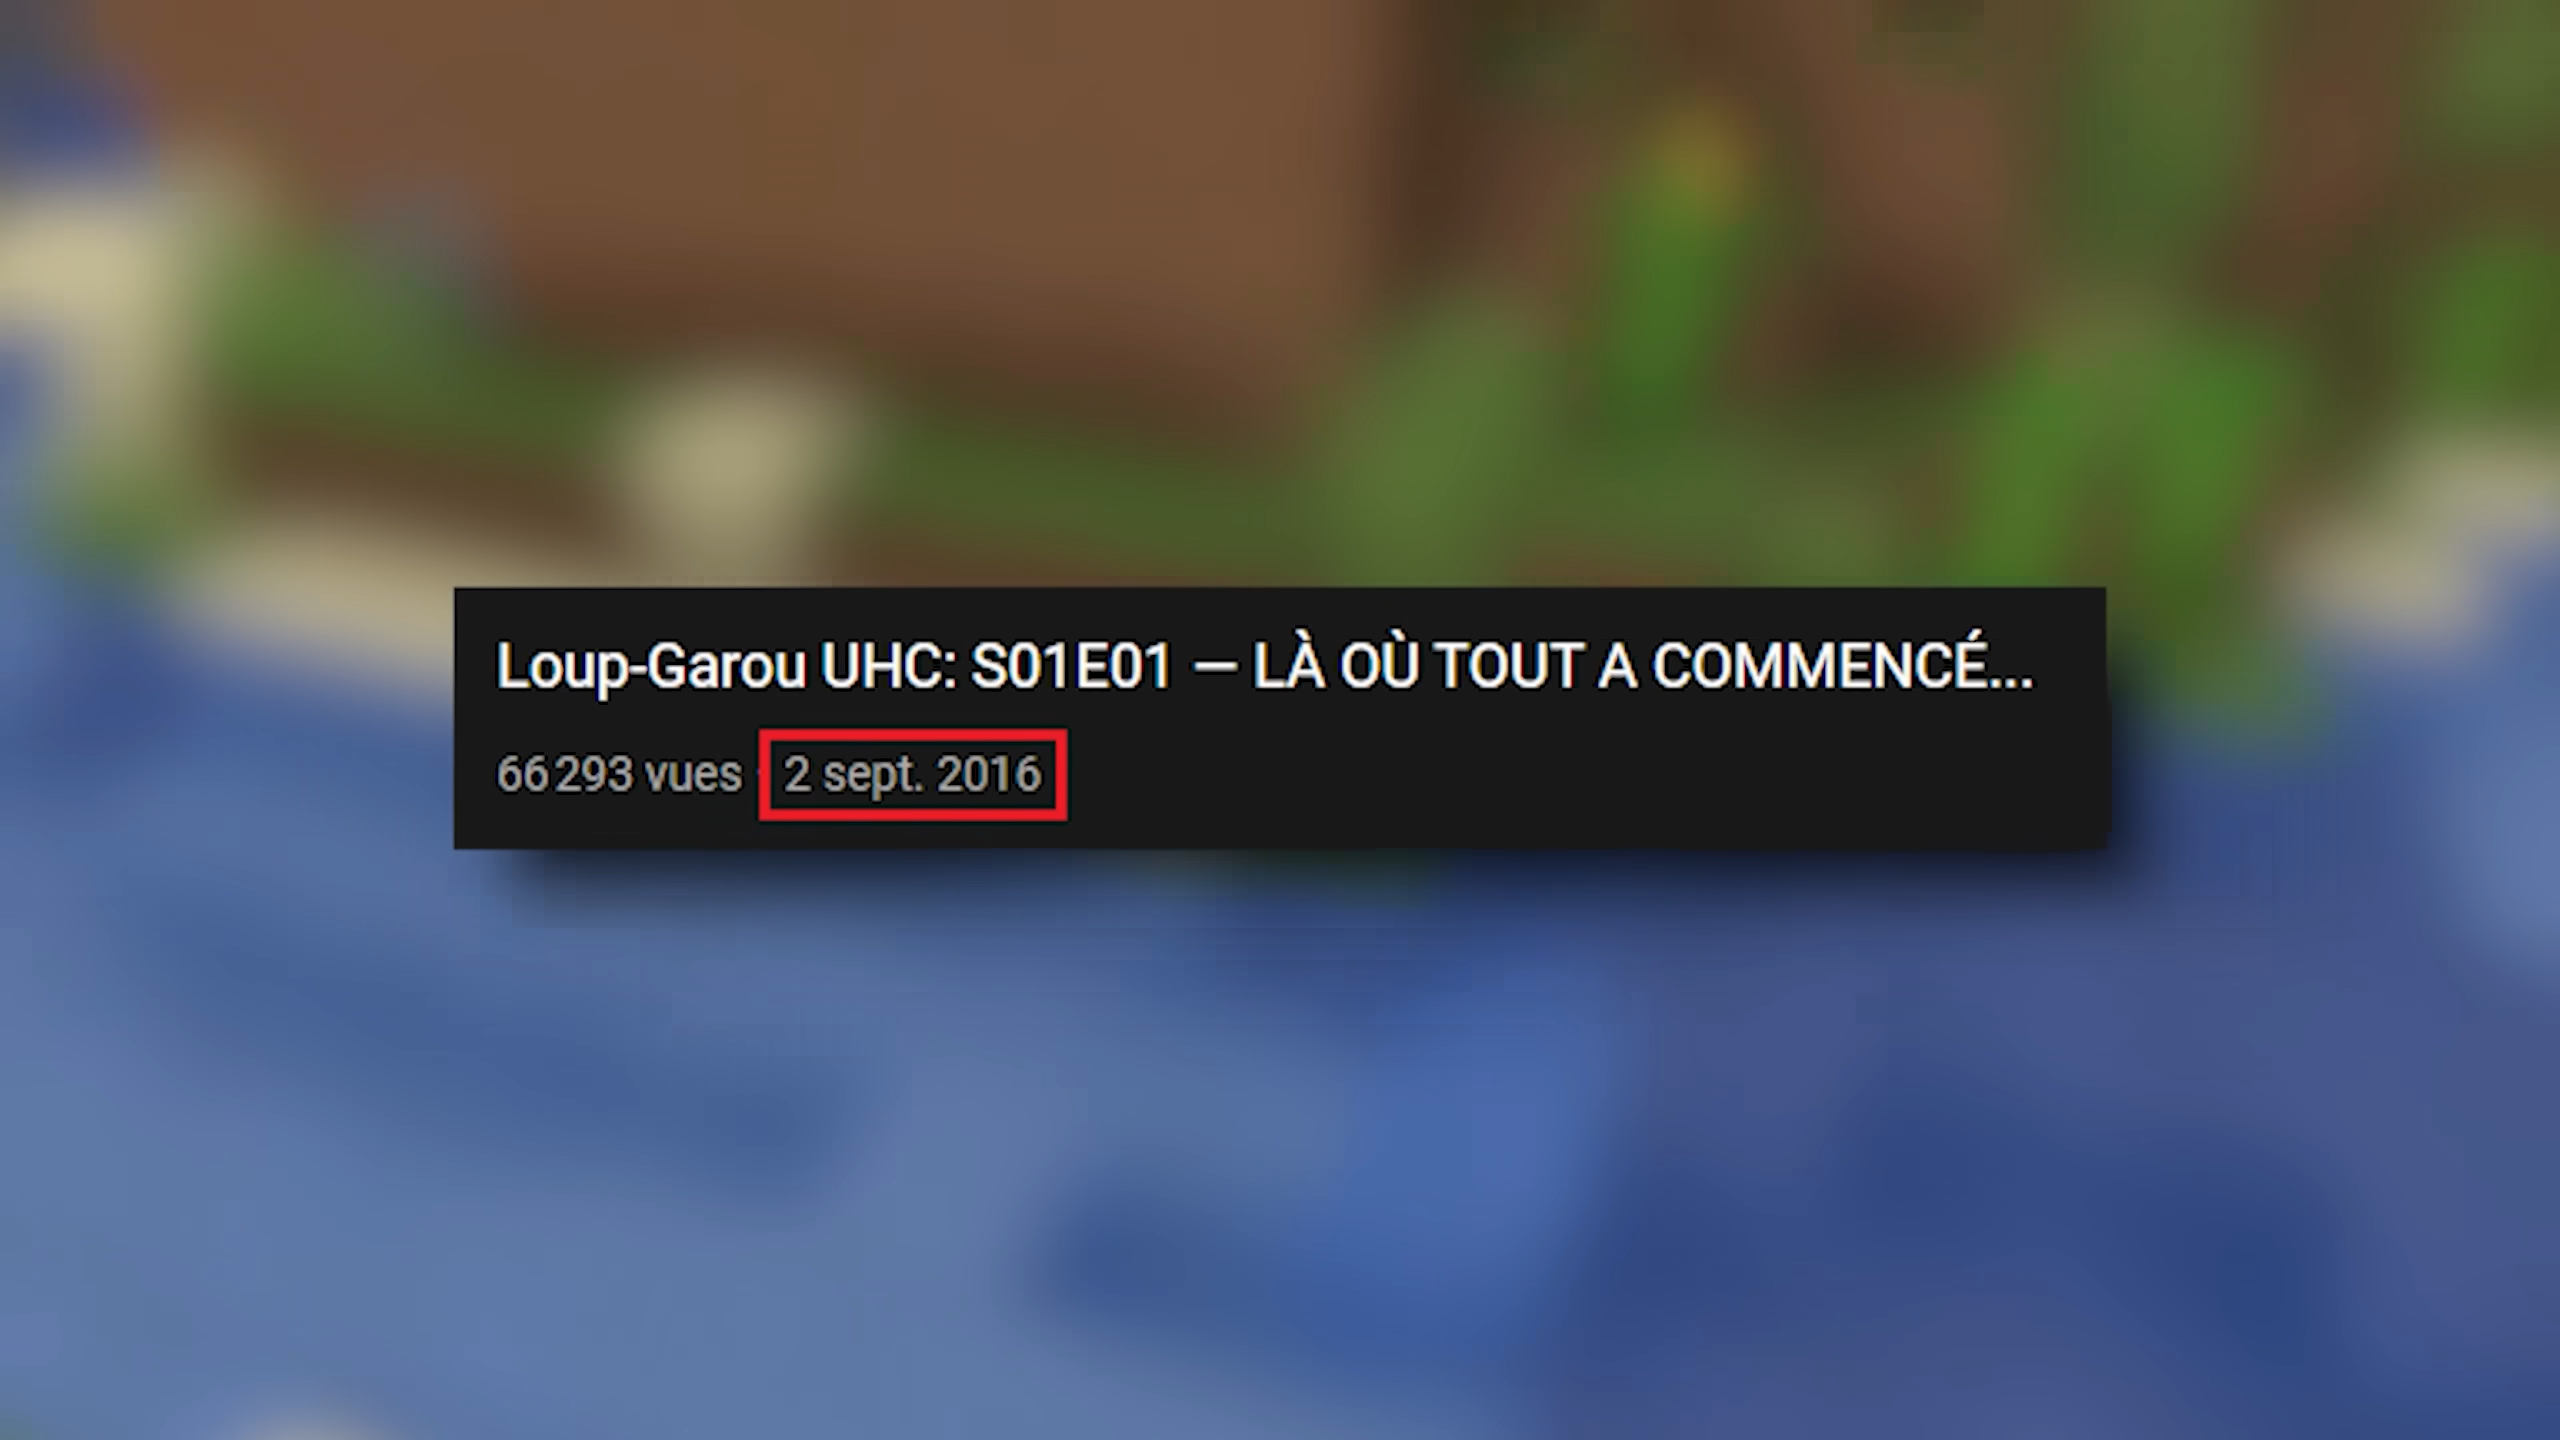 Loup-Garou UHC: S01E01 — LÀ OÙ TOUT A COMMENCÉ...
66 293 vues · 2 sept. 2016